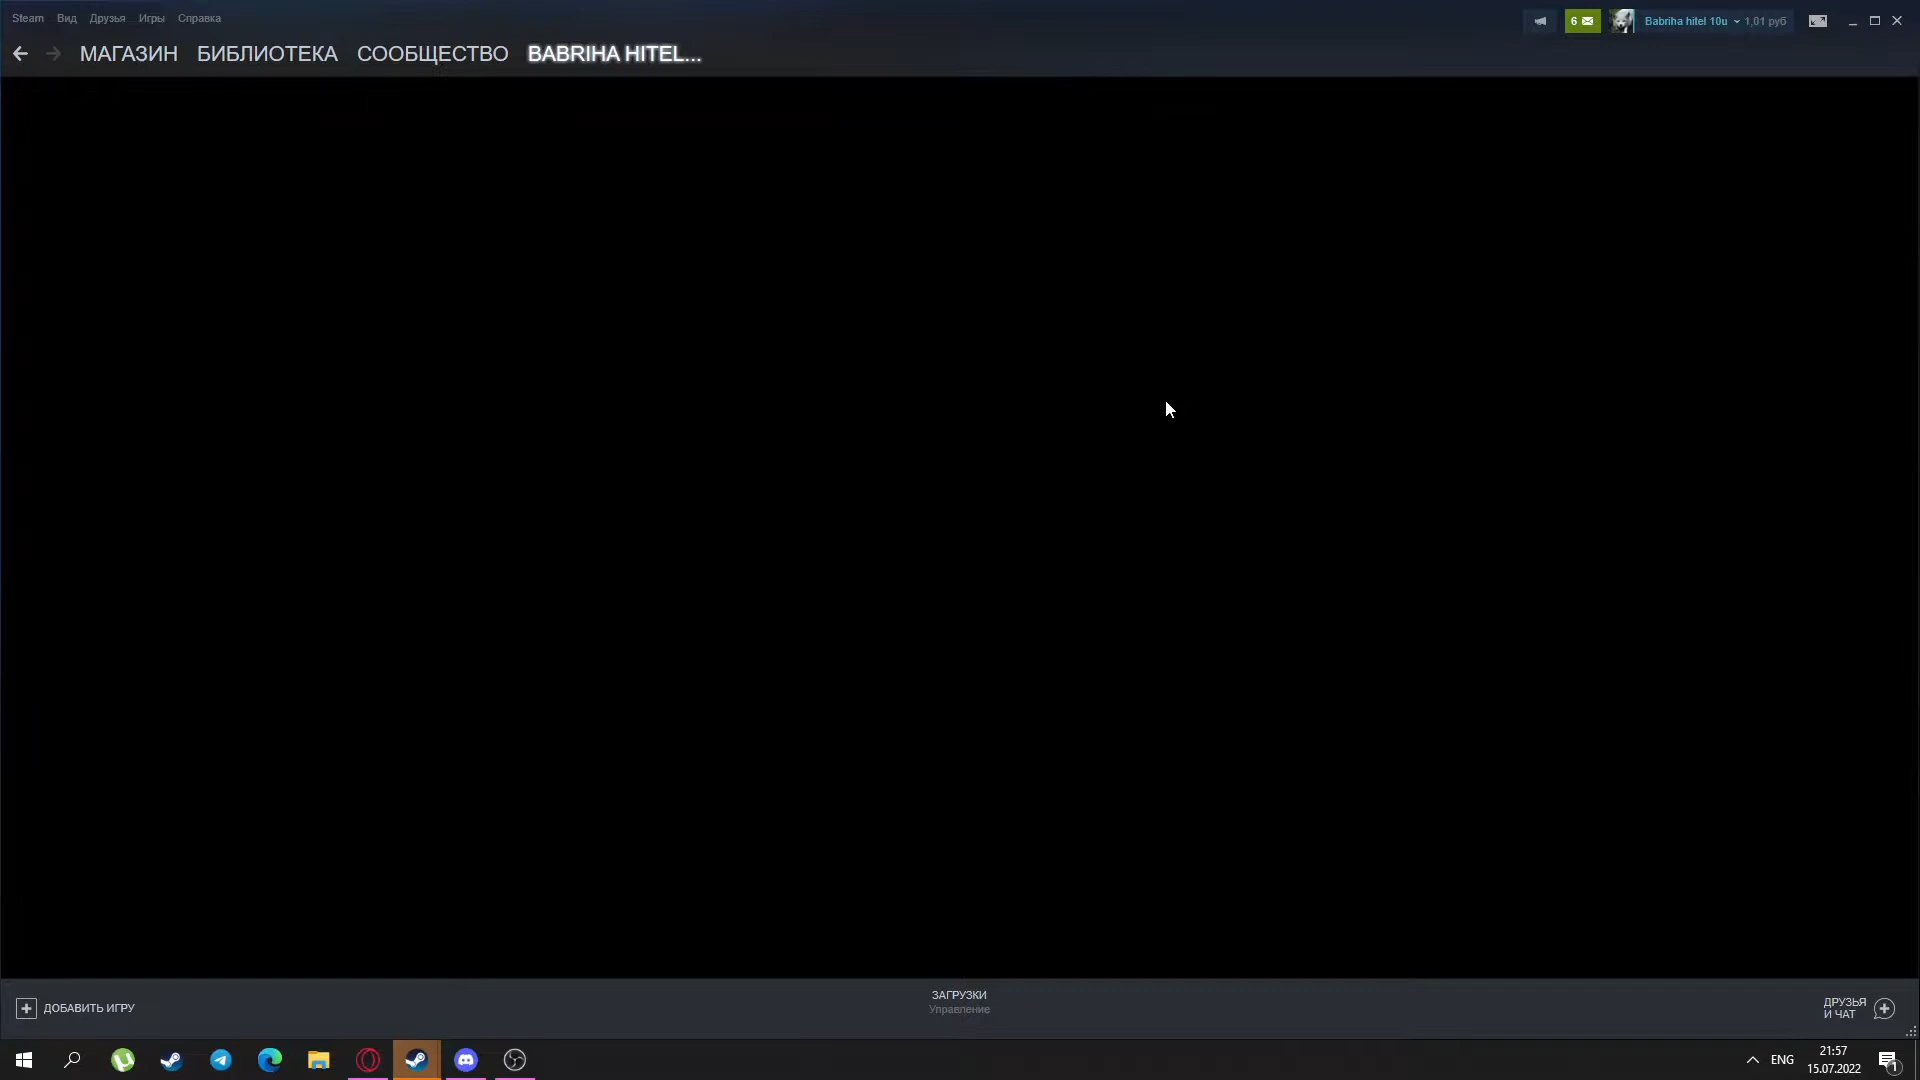 Steam Вид Друзья Игры Справка
6 Babriha hitel 10u 1,01 руб
МАГАЗИН БИБЛИОТЕКА СООБЩЕСТВО BABRIHA HITEL...
ДОБАВИТЬ ИГРУ
ЗАГРУЗКИ
Управление
ДРУЗЬЯ
И ЧАТ
ENG
21:57
15.07.2022
1